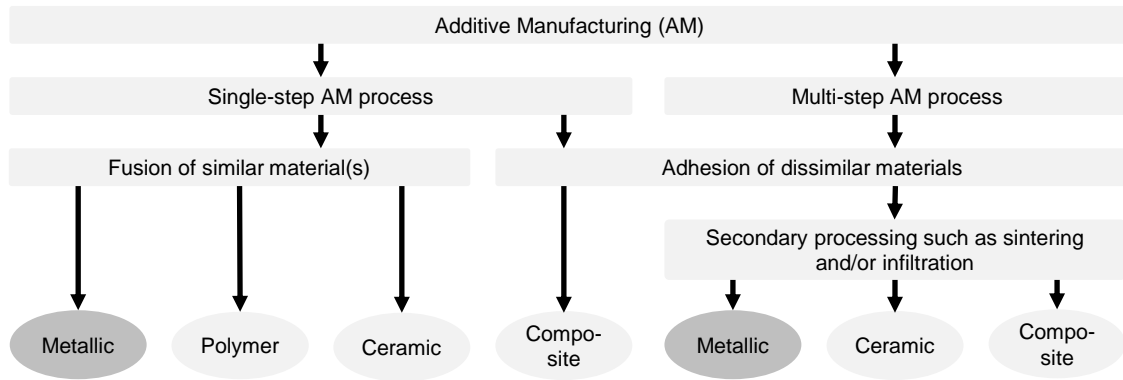 Additive Manufacturing (AM)
Single-step AM process
Multi-step AM process
Fusion of similar material(s)
Adhesion of dissimilar materials
Secondary processing such as sintering
and/or infiltration
Metallic
Polymer
Ceramic
Compo-
site
Metallic
Ceramic
Compo-
site